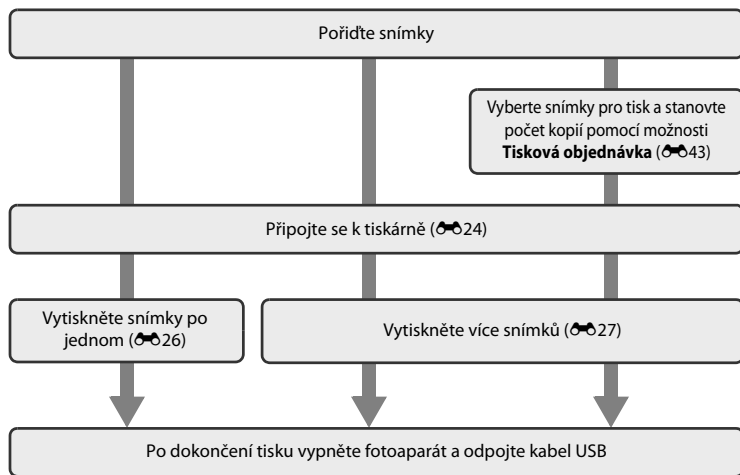 Pořiďte snímky
Vyberte snímky pro tisk a stanovte
počet kopií pomocí možnosti
Tisková objednávka (43)
Připojte se k tiskárně (24)
Vytiskněte snímky po
jednom (26)
Vytiskněte více snímků (27)
Po dokončení tisku vypněte fotoaparát a odpojte kabel USB